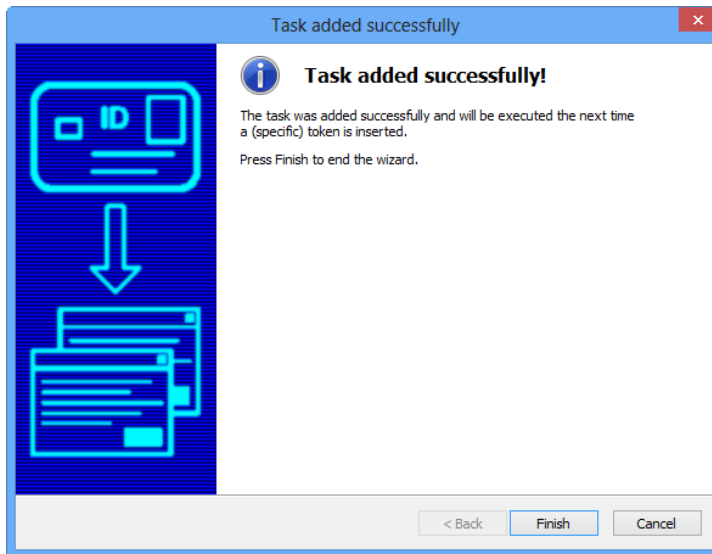 Task added successfully
ID
Task added successfully!
The task was added successfully and will be executed the next time
a (specific) token is inserted.
Press Finish to end the wizard.
< Back
Finish
Cancel